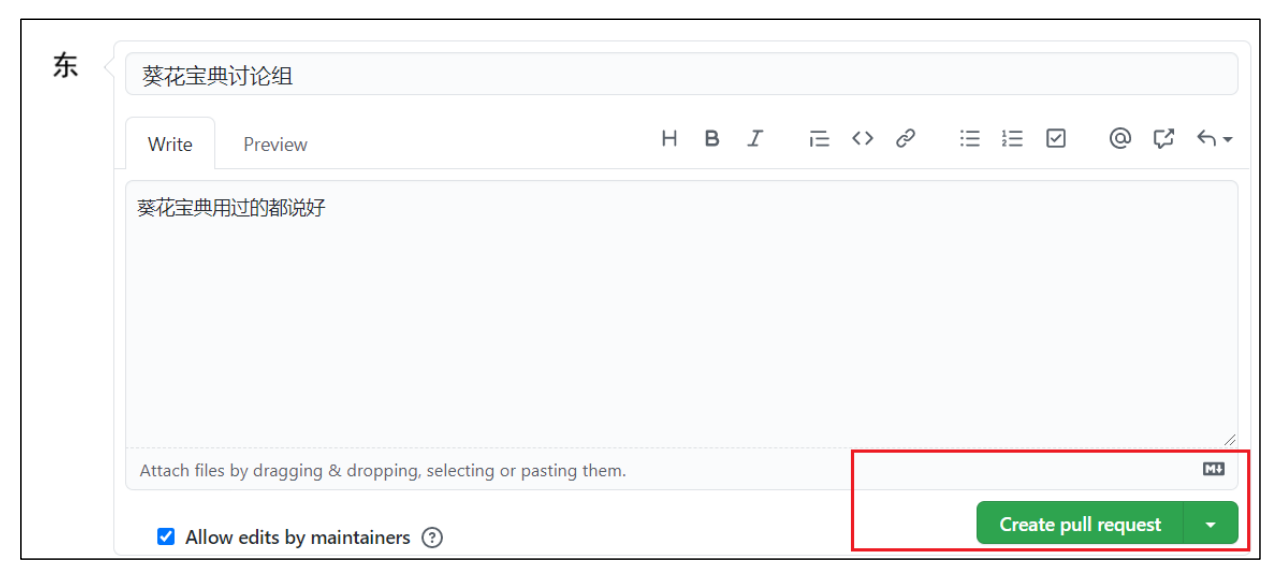 东
葵花宝典讨论组
Write Preview
葵花宝典用过的都说好
Attach files by dragging & dropping, selecting or pasting them.
Allow edits by maintainers
Create pull request